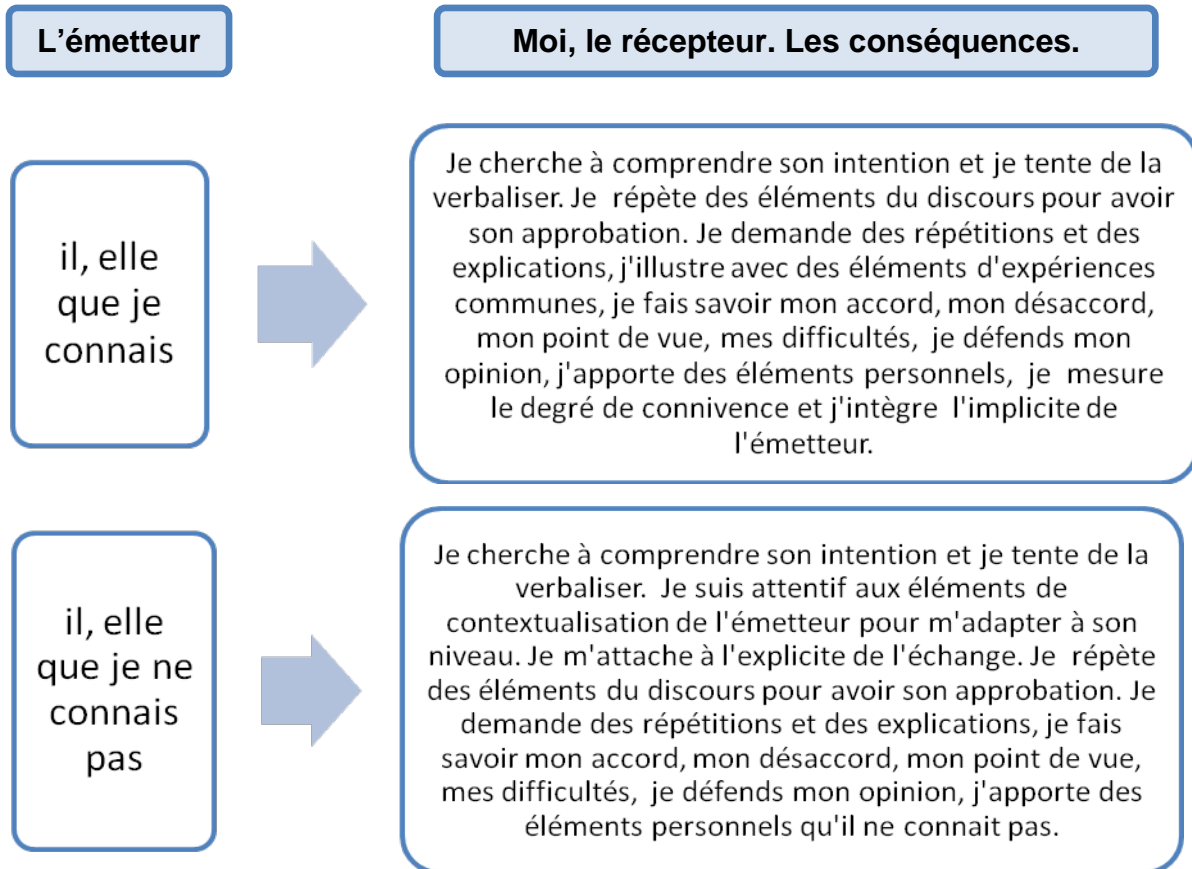 L'émetteur
Moi, le récepteur. Les conséquences.
il, elle
que je
connais
Je cherche à comprendre son intention et je tente de la
verbaliser. Je répète des éléments du discours pour avoir
son approbation. Je demande des répétitions et des
explications, j'illustre avec des éléments d'expériences
communes, je fais savoir mon accord, mon désaccord,
mon point de vue, mes difficultés, je défends mon
opinion, j'apporte des éléments personnels, je mesure
le degré de connivence et j'intègre l'implicite de
l'émetteur.
il, elle
que je ne
connais
pas
Je cherche à comprendre son intention et je tente de la
verbaliser. Je suis attentif aux éléments de
contextualisation de l'émetteur pour m'adapter à son
niveau. Je m'attache à l'explicite de l'échange. Je répète
des éléments du discours pour avoir son approbation. Je
demande des répétitions et des explications, je fais
savoir mon accord, mon désaccord, mon point de vue,
mes difficultés, je défends mon opinion, j'apporte des
éléments personnels qu'il ne connait pas.